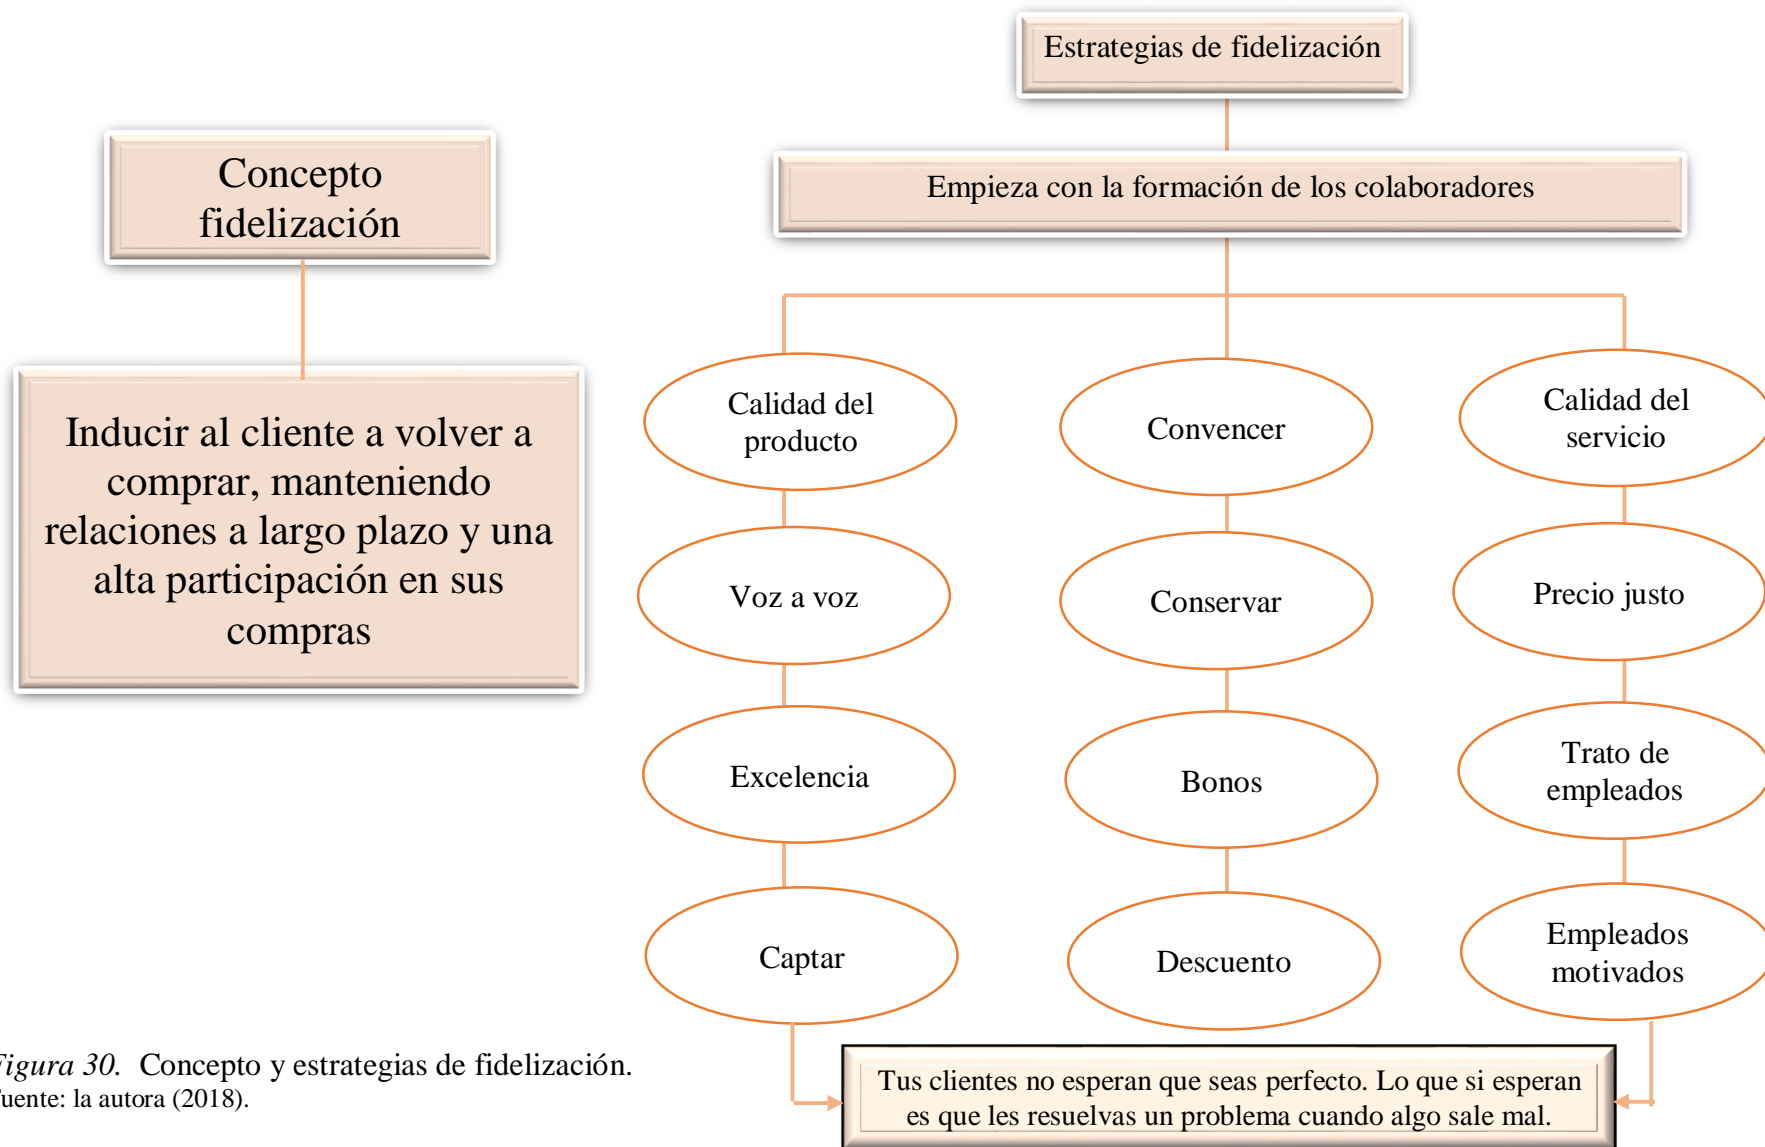 Concepto
fidelización
Inducir al cliente a volver a
comprar, manteniendo
relaciones a largo plazo y una
alta participación en sus
compras
Estrategias de fidelización
Empieza con la formación de los colaboradores
Calidad del
producto
Voz a voz
Excelencia
Captar
Convencer
Conservar
Bonos
Descuento
Calidad del
servicio
Precio justo
Trato de
empleados
Empleados
motivados
Tus clientes no esperan que seas perfecto. Lo que si esperan
es que les resuelvas un problema cuando algo sale mal.
Figura 30. Concepto y estrategias de fidelización.
Fuente: la autora (2018).